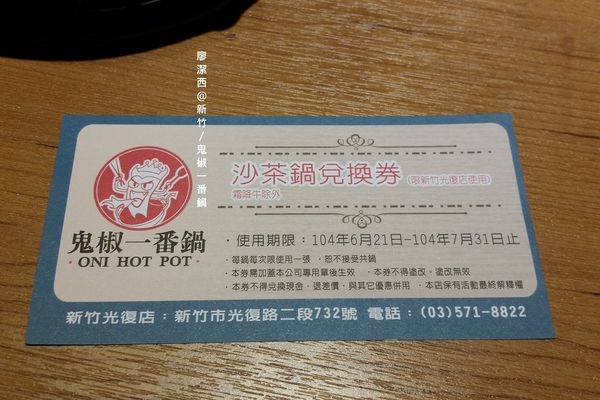 廖潔西@新竹/鬼椒一番鍋
沙茶鍋兌換券(限新竹光復店使用)
霜降牛除外
鬼椒一番鍋
·ONI HOT POT·
·使用期限：104年6月21日-104年7月31日止
·每鍋每次限使用一張 ，恕不接受共鍋
·本券需加蓋本公司專用章後生效 ·本券不得塗改，塗改無效
·本券不得兌換現金，退差價，與其它優惠併用 ·本店保有活動最終解釋權
新竹光復店：新竹市光復路二段732號 電話：(03)571-8822